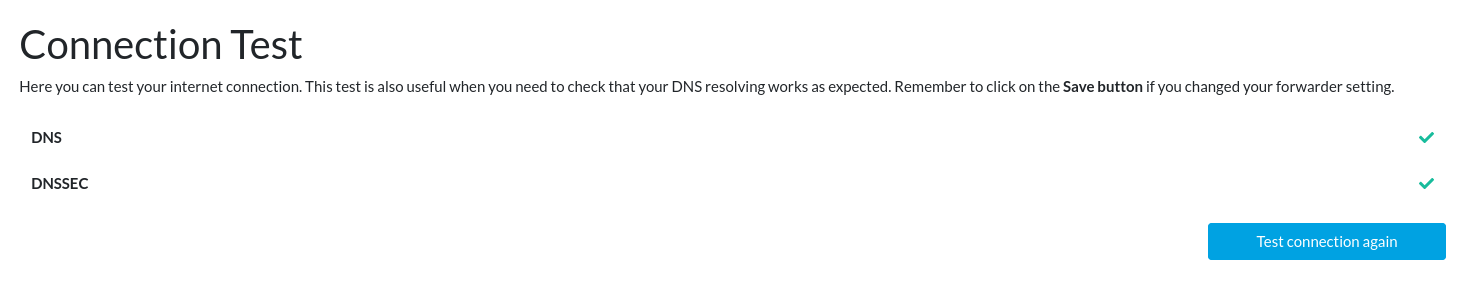 Connection Test
Here you can test your internet connection. This test is also useful when you need to check that your DNS resolving works as expected. Remember to click on the Save button if you changed your forwarder setting.
DNS
DNSSEC
Test connection again